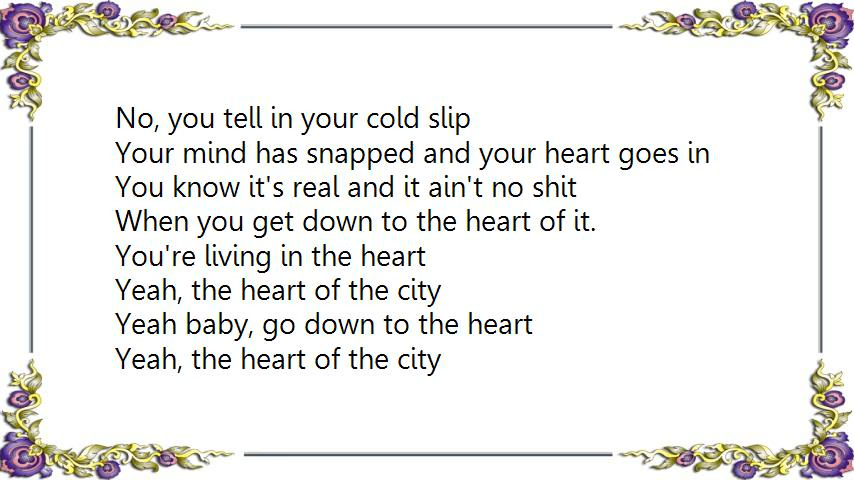 No, you tell in your cold slip
Your mind has snapped and your heart goes in
You know it's real and it ain't no shit
When you get down to the heart of it.
You're living in the heart
Yeah, the heart of the city
Yeah baby, go down to the heart
Yeah, the heart of the city